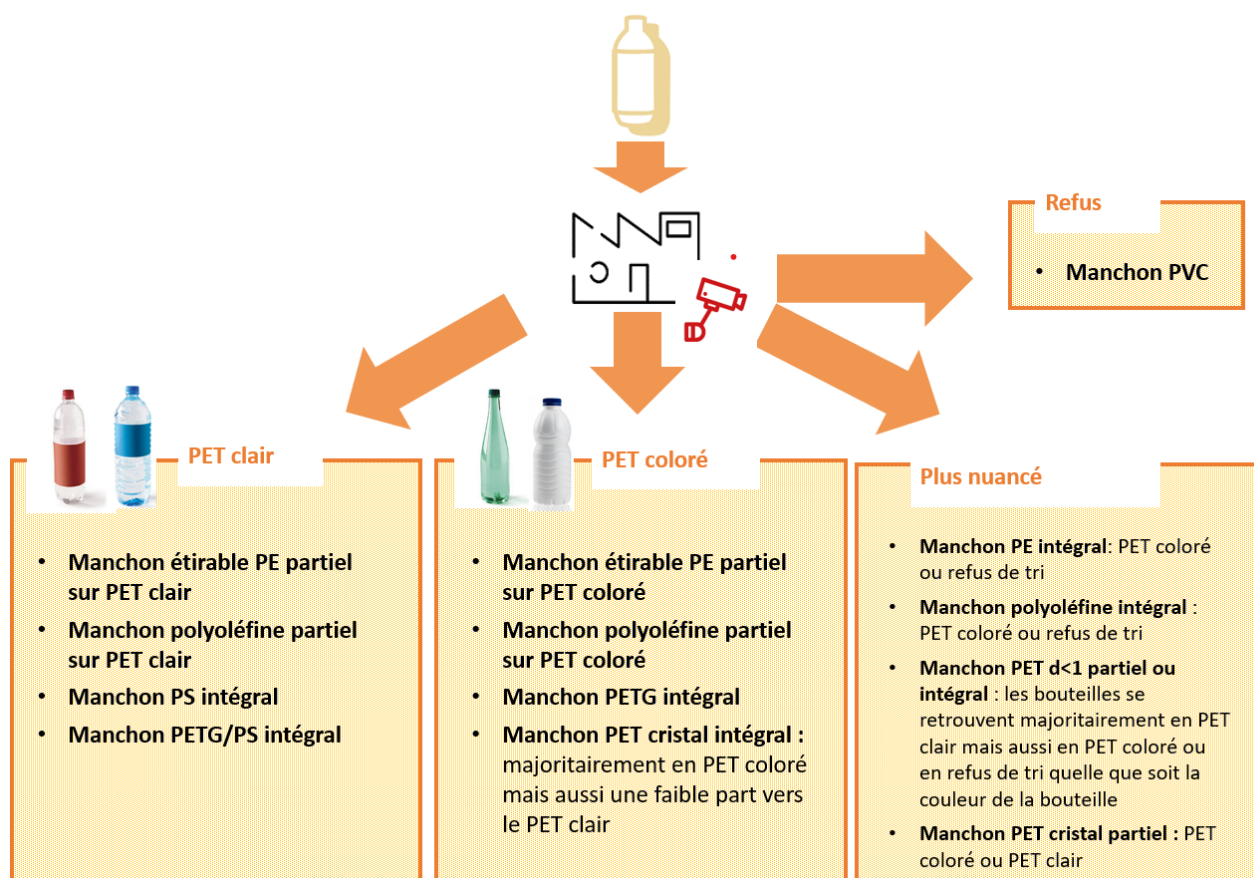 Refus
• Manchon PVC
PET clair
• Manchon étirable PE partiel
sur PET clair
• Manchon polyoléfine partiel
sur PET clair
• Manchon PS intégral
• Manchon PETG/PS intégral
PET coloré
• Manchon étirable PE partiel
sur PET coloré
• Manchon polyoléfine partiel
sur PET coloré
• Manchon PETG intégral
• Manchon PET cristal intégral :
majoritairement en PET coloré
mais aussi une faible part vers
le PET clair
Plus nuancé
• Manchon PE intégral: PET coloré
ou refus de tri
• Manchon polyoléfine intégral :
PET coloré ou refus de tri
• Manchon PET d<1 partiel ou
intégral : les bouteilles se
retrouvent majoritairement en PET
clair mais aussi en PET coloré ou
en refus de tri quelle que soit la
couleur de la bouteille
• Manchon PET cristal partiel : PET
coloré ou PET clair